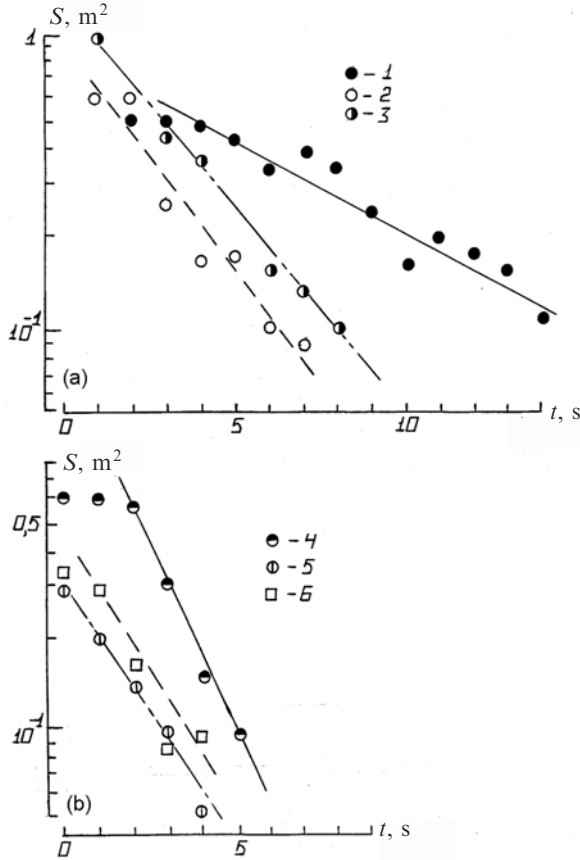 S, m²
1
● - 1
○ - 2
◑ - 3
10⁻¹
(a)
0 5 10 t, s
S, m²
0,5
- 4
- 5
□ - 6
10⁻¹
(b)
0 5 t, s